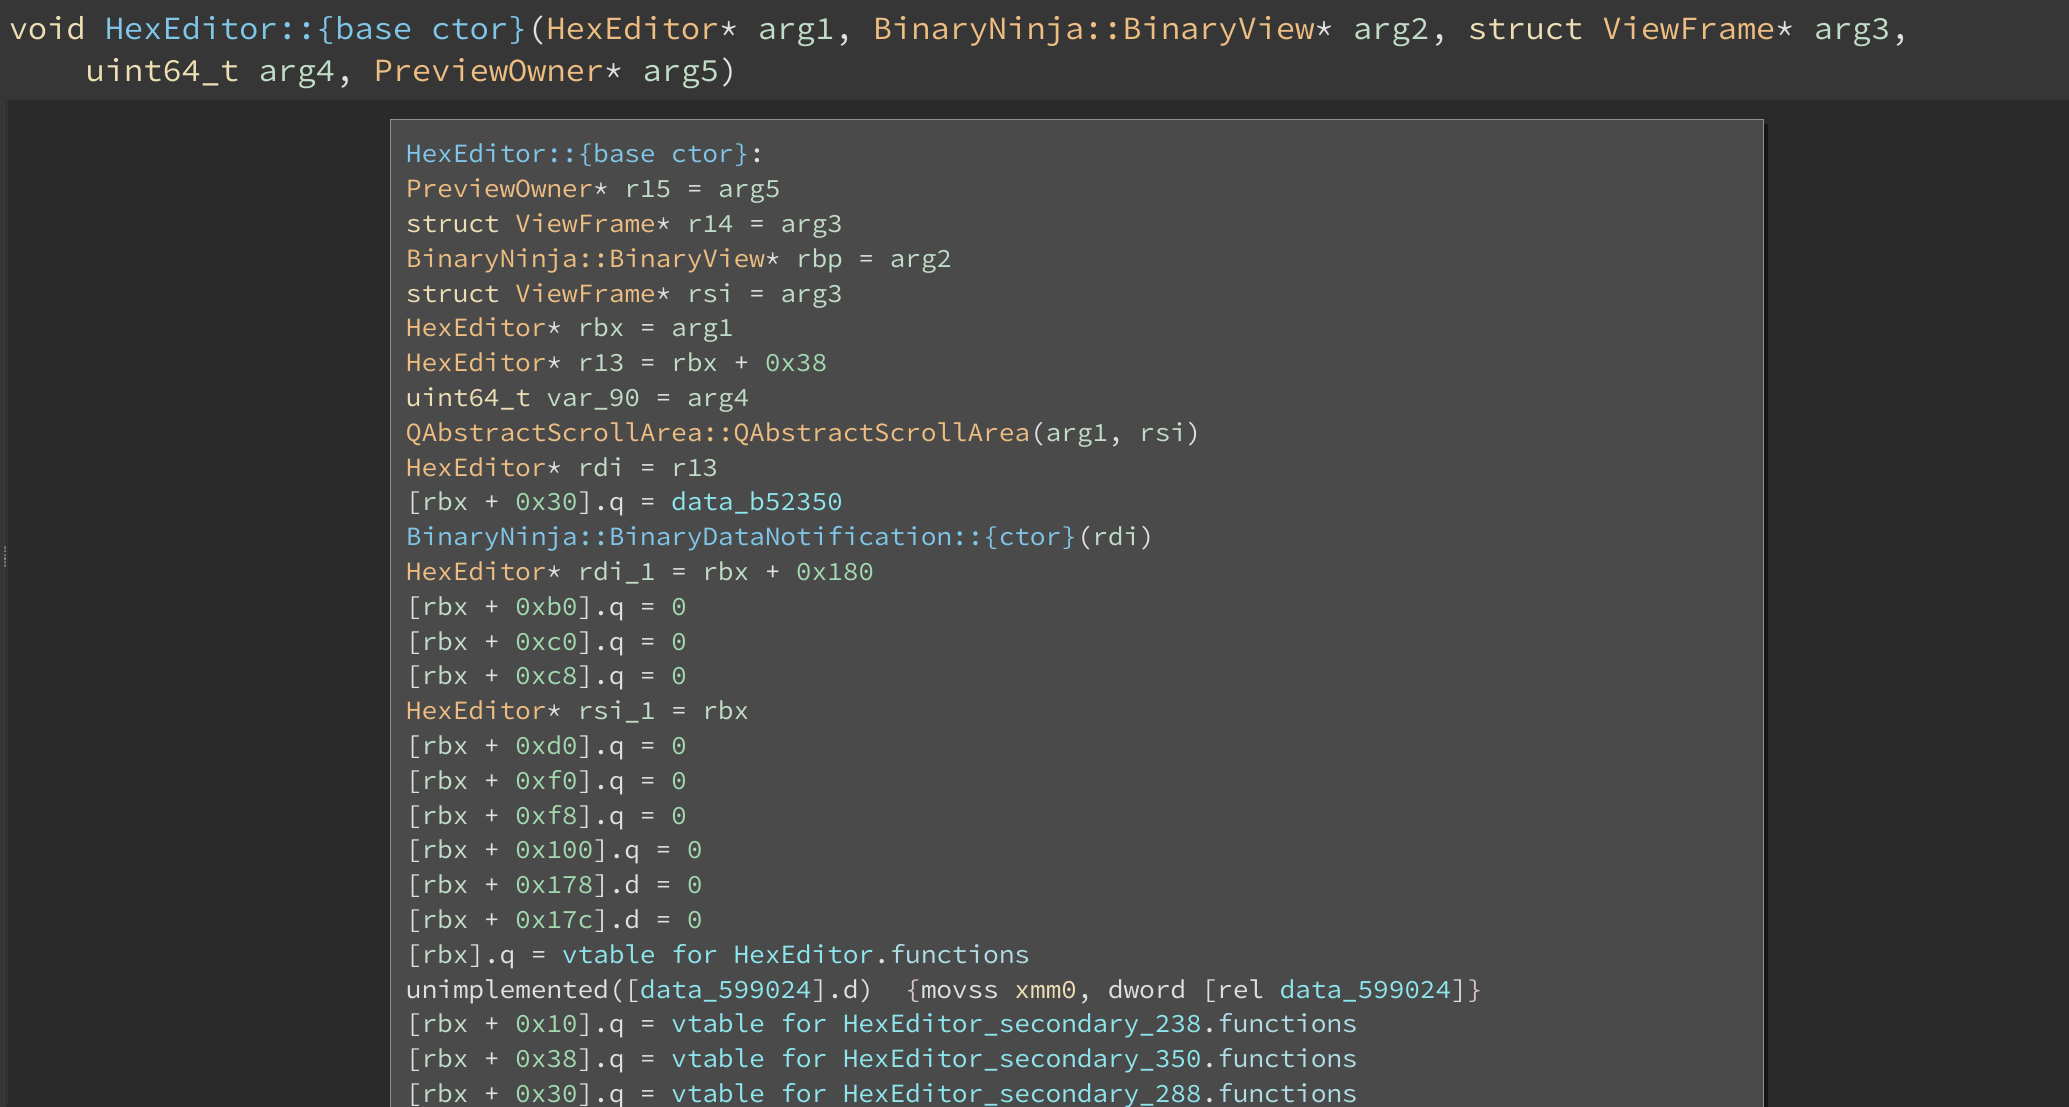 void HexEditor::{base ctor}(HexEditor* arg1, BinaryNinja::BinaryView* arg2, struct ViewFrame* arg3,
uint64_t arg4, PreviewOwner* arg5)
HexEditor::{base ctor}:
PreviewOwner* r15 = arg5
struct ViewFrame* r14 = arg3
BinaryNinja::BinaryView* rbp = arg2
struct ViewFrame* rsi = arg3
HexEditor* rbx = arg1
HexEditor* r13 = rbx + 0x38
uint64_t var_90 = arg4
QAbstractScrollArea::QAbstractScrollArea(arg1, rsi)
HexEditor* rdi = r13
[rbx + 0x30].q = data_b52350
BinaryNinja::BinaryDataNotification::{ctor}(rdi)
HexEditor* rdi_1 = rbx + 0x180
[rbx + 0xb0].q = 0
[rbx + 0xc0].q = 0
[rbx + 0xc8].q = 0
HexEditor* rsi_1 = rbx
[rbx + 0xd0].q = 0
[rbx + 0xf0].q = 0
[rbx + 0xf8].q = 0
[rbx + 0x100].q = 0
[rbx + 0x178].d = 0
[rbx + 0x17c].d = 0
[rbx].q = vtable for HexEditor.functions
unimplemented([data_599024].d)  {movss xmm0, dword [rel data_599024]}
[rbx + 0x10].q = vtable for HexEditor_secondary_238.functions
[rbx + 0x38].q = vtable for HexEditor_secondary_350.functions
[rbx + 0x30].q = vtable for HexEditor_secondary_288.functions